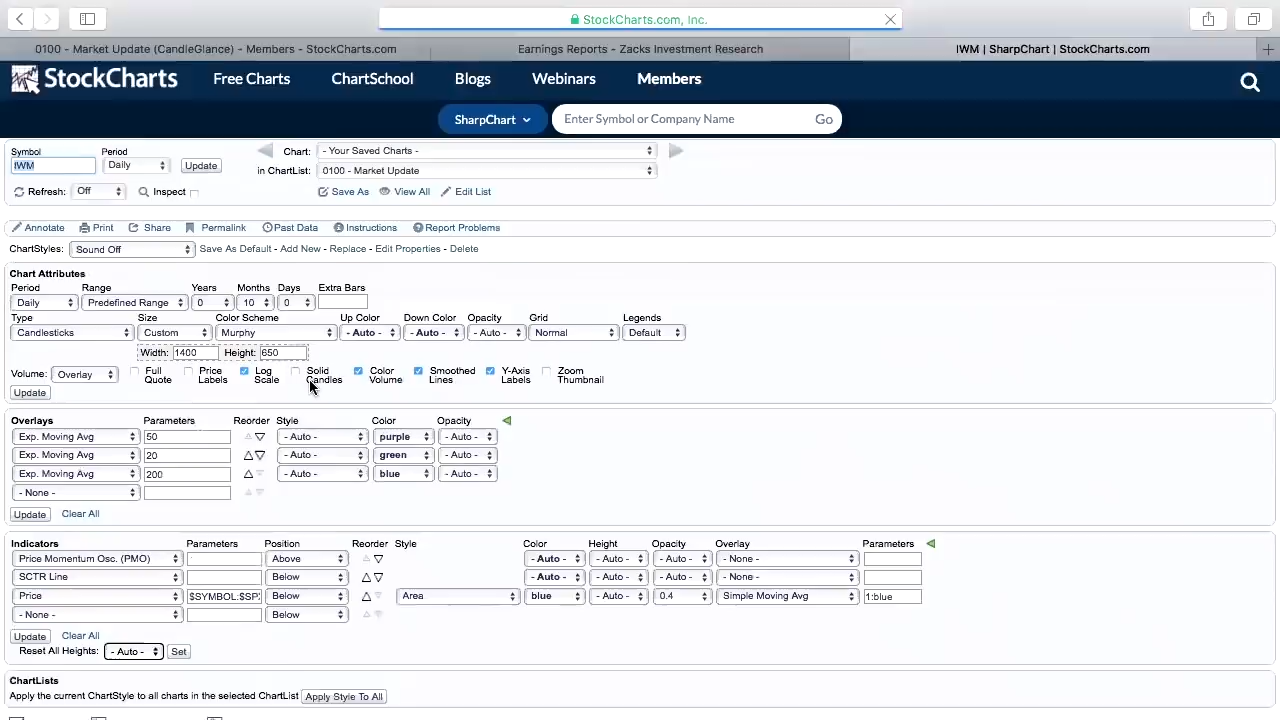 StockCharts.com, Inc.
0100 - Market Update (CandleGlance) - Members - StockCharts.com
Earnings Reports - Zacks Investment Research
IWM | SharpChart | StockCharts.com
StockCharts Free Charts ChartSchool Blogs Webinars Members
SharpChart Enter Symbol or Company Name Go
Symbol Period Chart: - Your Saved Charts -
IWM Daily Update in ChartList: 0100 - Market Update
Refresh: Off Inspect Save As View All Edit List
Annotate Print Share Permalink Past Data Instructions Report Problems
ChartStyles: Sound Off Save As Default - Add New - Replace - Edit Properties - Delete
Chart Attributes
Period Range Years Months Days Extra Bars
Daily Predefined Range 0 10 0
Type Size Color Scheme Up Color Down Color Opacity Grid Legends
Candlesticks Custom Murphy - Auto - - Auto - - Auto - Normal Default
Width: 1400 Height: 650
Volume: Overlay Full Quote Price Labels Log Scale Solid Candles Color Volume Smoothed Lines Y-Axis Labels Zoom Thumbnail
Update
Overlays Parameters Reorder Style Color Opacity
Exp. Moving Avg 50 - Auto - purple - Auto -
Exp. Moving Avg 20 - Auto - green - Auto -
Exp. Moving Avg 200 - Auto - blue - Auto -
- None -
Update Clear All
Indicators Parameters Position Reorder Style Color Height Opacity Overlay Parameters
Price Momentum Osc. (PMO) Above - Auto - - Auto - - Auto - - None -
SCTR Line Below - Auto - - Auto - - Auto - - None -
Price $SYMBOL:$SP Below Area blue - Auto - 0.4 Simple Moving Avg 1:blue
- None - Below
Update Clear All
Reset All Heights: - Auto - Set
ChartLists
Apply the current ChartStyle to all charts in the selected ChartList Apply Style To All